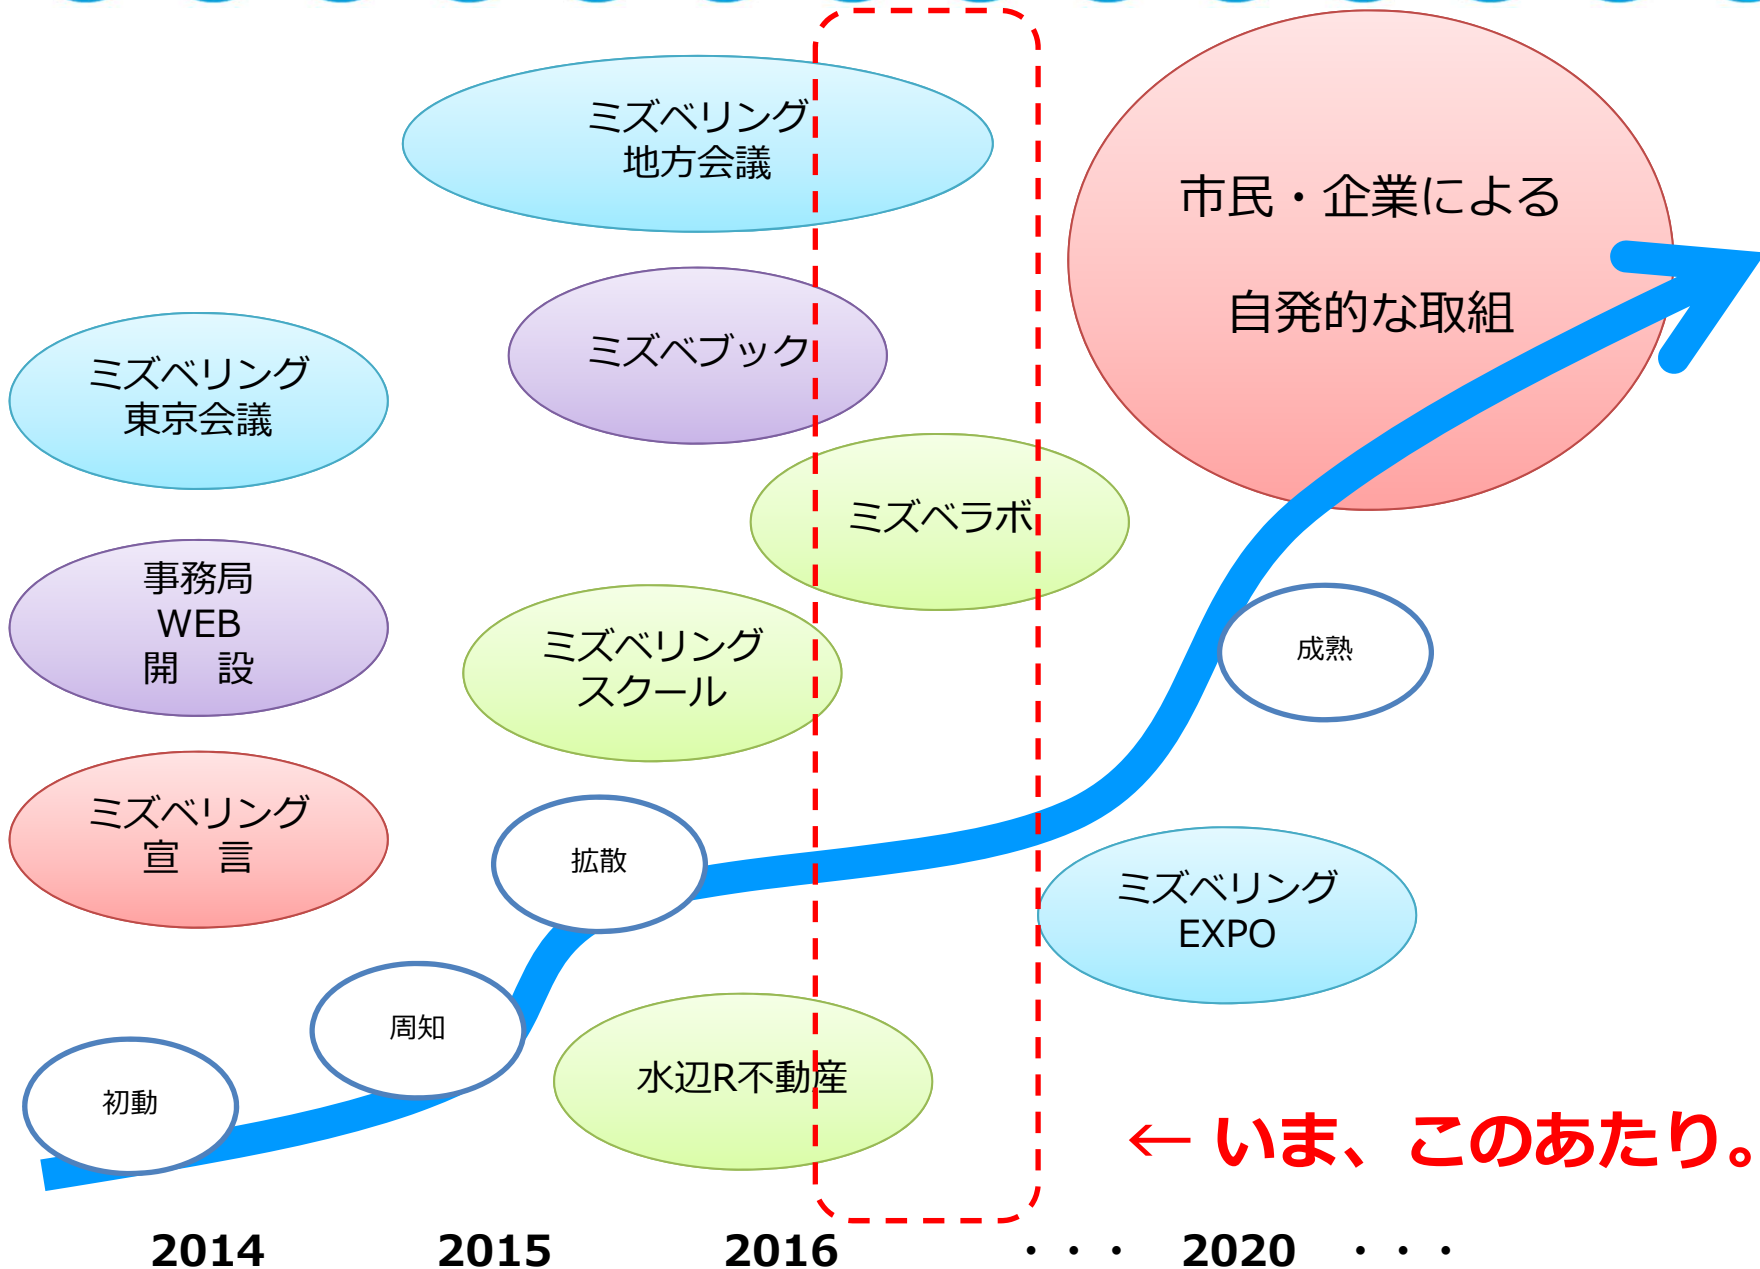 ミズベリング
地方会議
市民・企業による
自発的な取組
ミズベブック
ミズベリング
東京会議
ミズベラボ
事務局
WEB
開　設
ミズベリング
スクール
成熟
ミズベリング
宣　言
拡散
ミズベリング
EXPO
周知
水辺R不動産
初動
← いま、このあたり。
2014 2015 2016 ・・・ 2020 ・・・